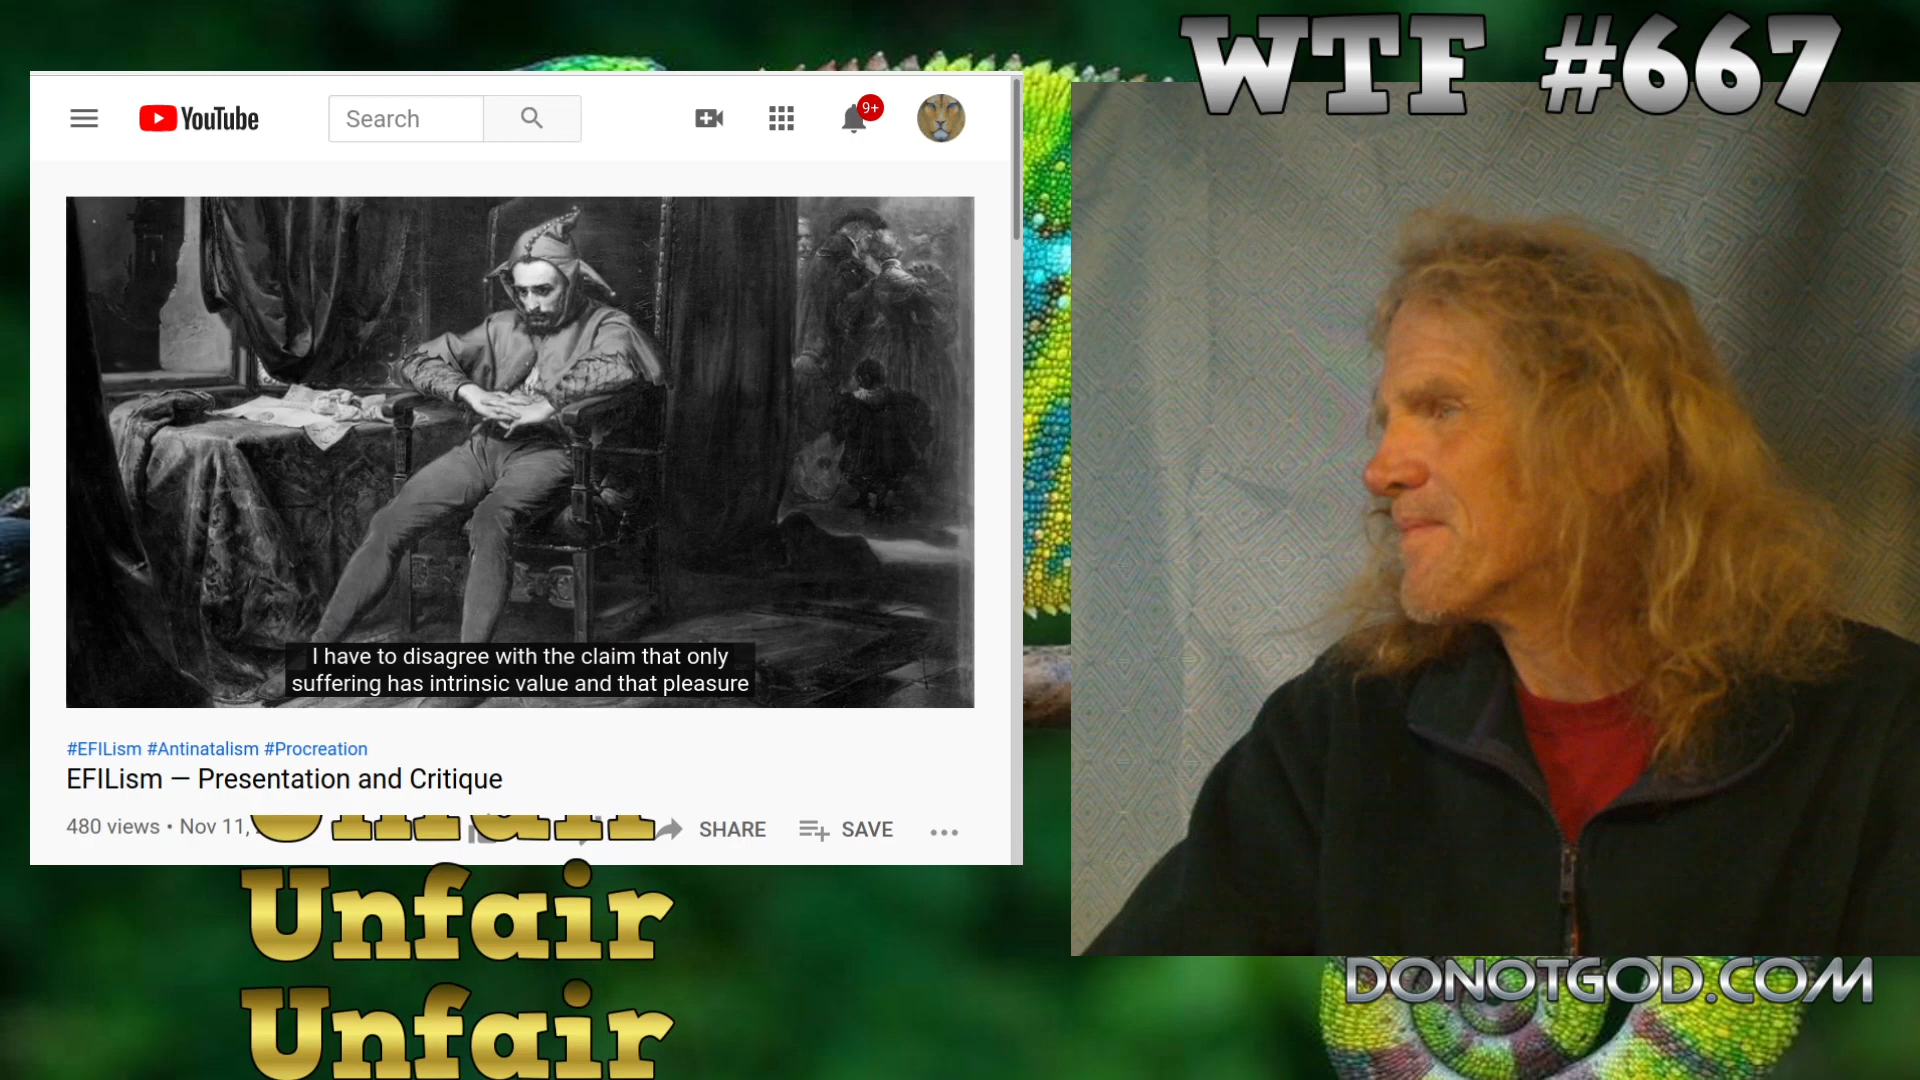 WTF #667
YouTube
Search
9+
I have to disagree with the claim that only
suffering has intrinsic value and that pleasure
#EFILism #Antinatalism #Procreation
EFILism — Presentation and Critique
480 views • Nov 11,
SHARE
SAVE
Unfair
Unfair
Unfair
DONOTGOD.COM